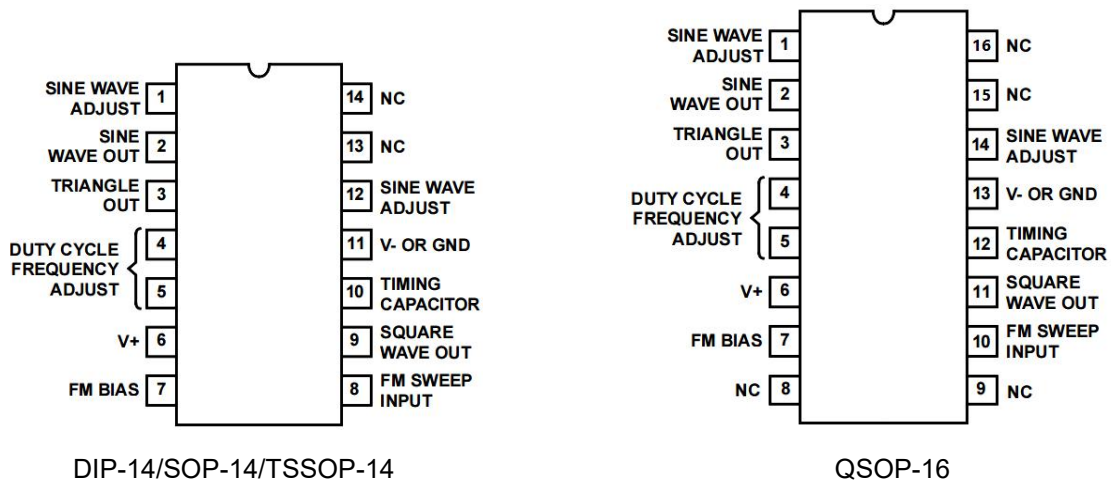 SINE WAVE
ADJUST
1
SINE
WAVE OUT
2
TRIANGLE
OUT
3
DUTY CYCLE
FREQUENCY
ADJUST
4
5
V+
6
FM BIAS
7
14
NC
13
NC
12
SINE WAVE
ADJUST
11
V- OR GND
10
TIMING
CAPACITOR
9
SQUARE
WAVE OUT
8
FM SWEEP
INPUT
DIP-14/SOP-14/TSSOP-14
SINE WAVE
ADJUST
1
SINE
WAVE OUT
2
TRIANGLE
OUT
3
DUTY CYCLE
FREQUENCY
ADJUST
4
5
V+
6
FM BIAS
7
NC
8
16
NC
15
NC
14
SINE WAVE
ADJUST
13
V- OR GND
12
TIMING
CAPACITOR
11
SQUARE
WAVE OUT
10
FM SWEEP
INPUT
9
NC
QSOP-16